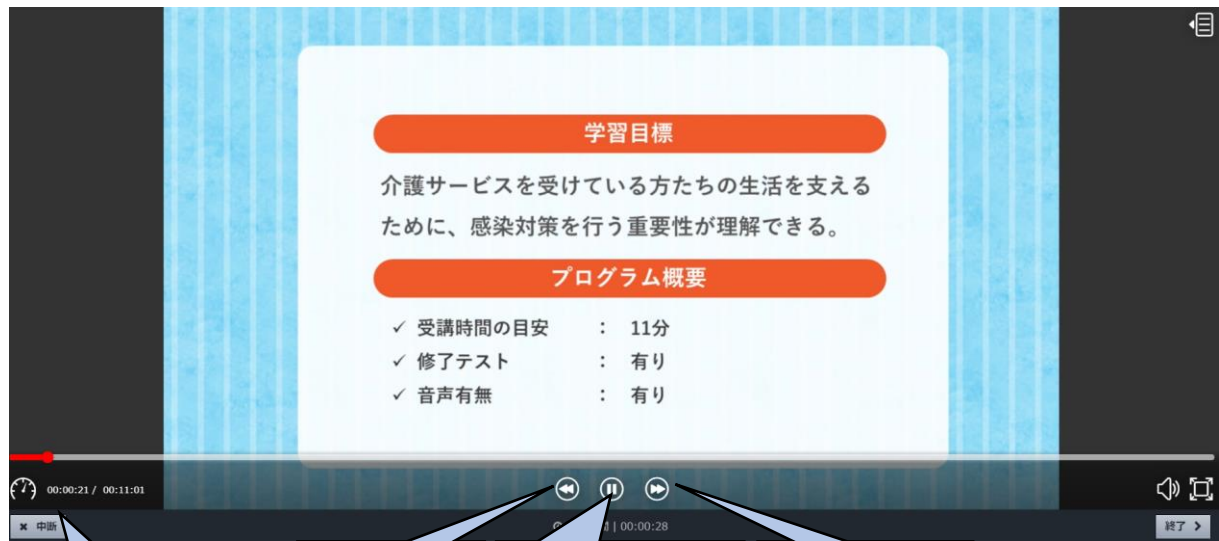 学習目標
介護サービスを受けている方たちの生活を支える
ために、感染対策を行う重要性が理解できる。
プログラム概要
✓ 受講時間の目安 : 11分
✓ 修了テスト : 有り
✓ 音声有無 : 有り
00:00:21 / 00:11:01
× 中断
| 00:00:28
終了 >